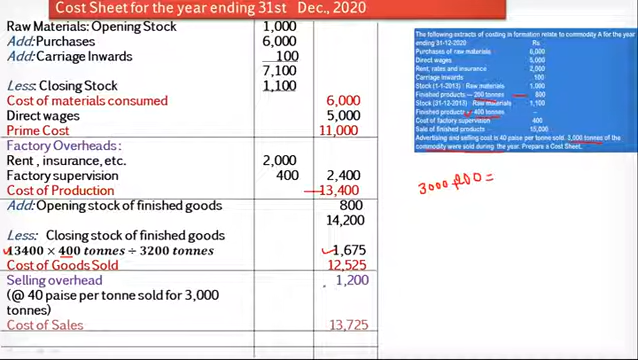 Cost Sheet for the year ending 31st Dec., 2020
Raw Materials: Opening Stock 1,000
Add: Purchases 6,000
Add: Carriage Inwards 100
7,100
Less: Closing Stock 1,100
Cost of materials consumed 6,000
Direct wages 5,000
Prime Cost 11,000
Factory Overheads:
Rent , insurance, etc. 2,000
Factory supervision 400 2,400
Cost of Production 13,400
Add: Opening stock of finished goods 800
14,200
Less: Closing stock of finished goods
13400 × 400 tonnes ÷ 3200 tonnes 1,675
Cost of Goods Sold 12,525
Selling overhead 1,200
(@ 40 paise per tonne sold for 3,000
tonnes)
Cost of Sales 13,725
The following extracts of costing in formation relate to commodity A for the year
ending 31-12-2020 Rs.
Purchases of raw materials 6,000
Direct wages 5,000
Rent, rates and insurance 2,000
Carriage inwards 100
Stock (1-1-2013) : Raw materials 1,000
Finished products – 200 tonnes 800
Stock (31-12-2013) : Raw materials 1,100
Finished products – 400 tonnes –
Cost of factory supervision 400
Sale of finished products 15,000
Advertising and selling cost is 40 paise per tonne sold. 3,000 tonnes of the
commodity were sold during the year. Prepare a Cost Sheet.